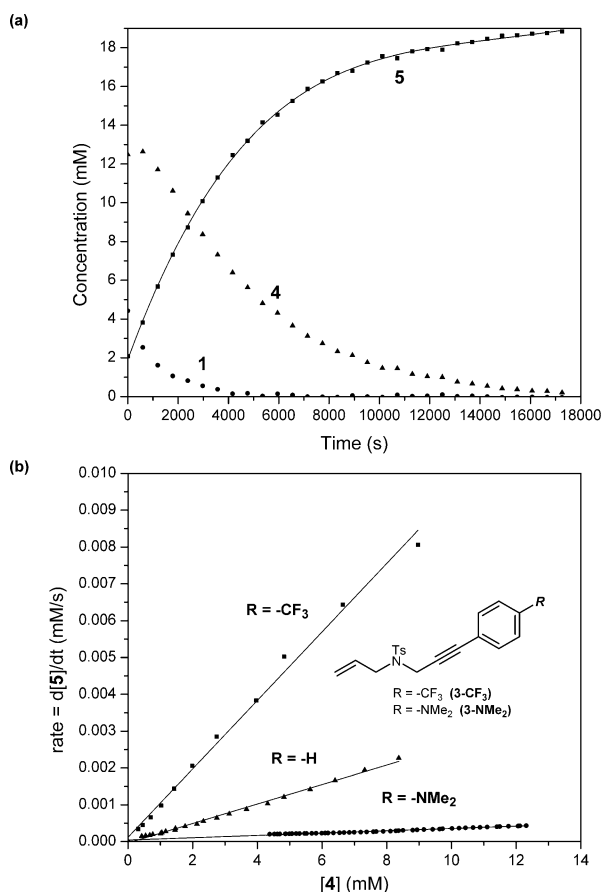 (a)
18
16
14
12
10
8
6
4
2
0
Concentration (mM)
5
4
1
0 2000 4000 6000 8000 10000 12000 14000 16000 18000
Time (s)
(b)
0.010
0.009
0.008
0.007
0.006
0.005
0.004
0.003
0.002
0.001
0.000
rate = d[5]/dt (mM/s)
R = -CF3
R
Ts
N
R = -CF3 (3-CF3)
R = -NMe2 (3-NMe2)
R = -H
R = -NMe2
0 2 4 6 8 10 12 14
[4] (mM)